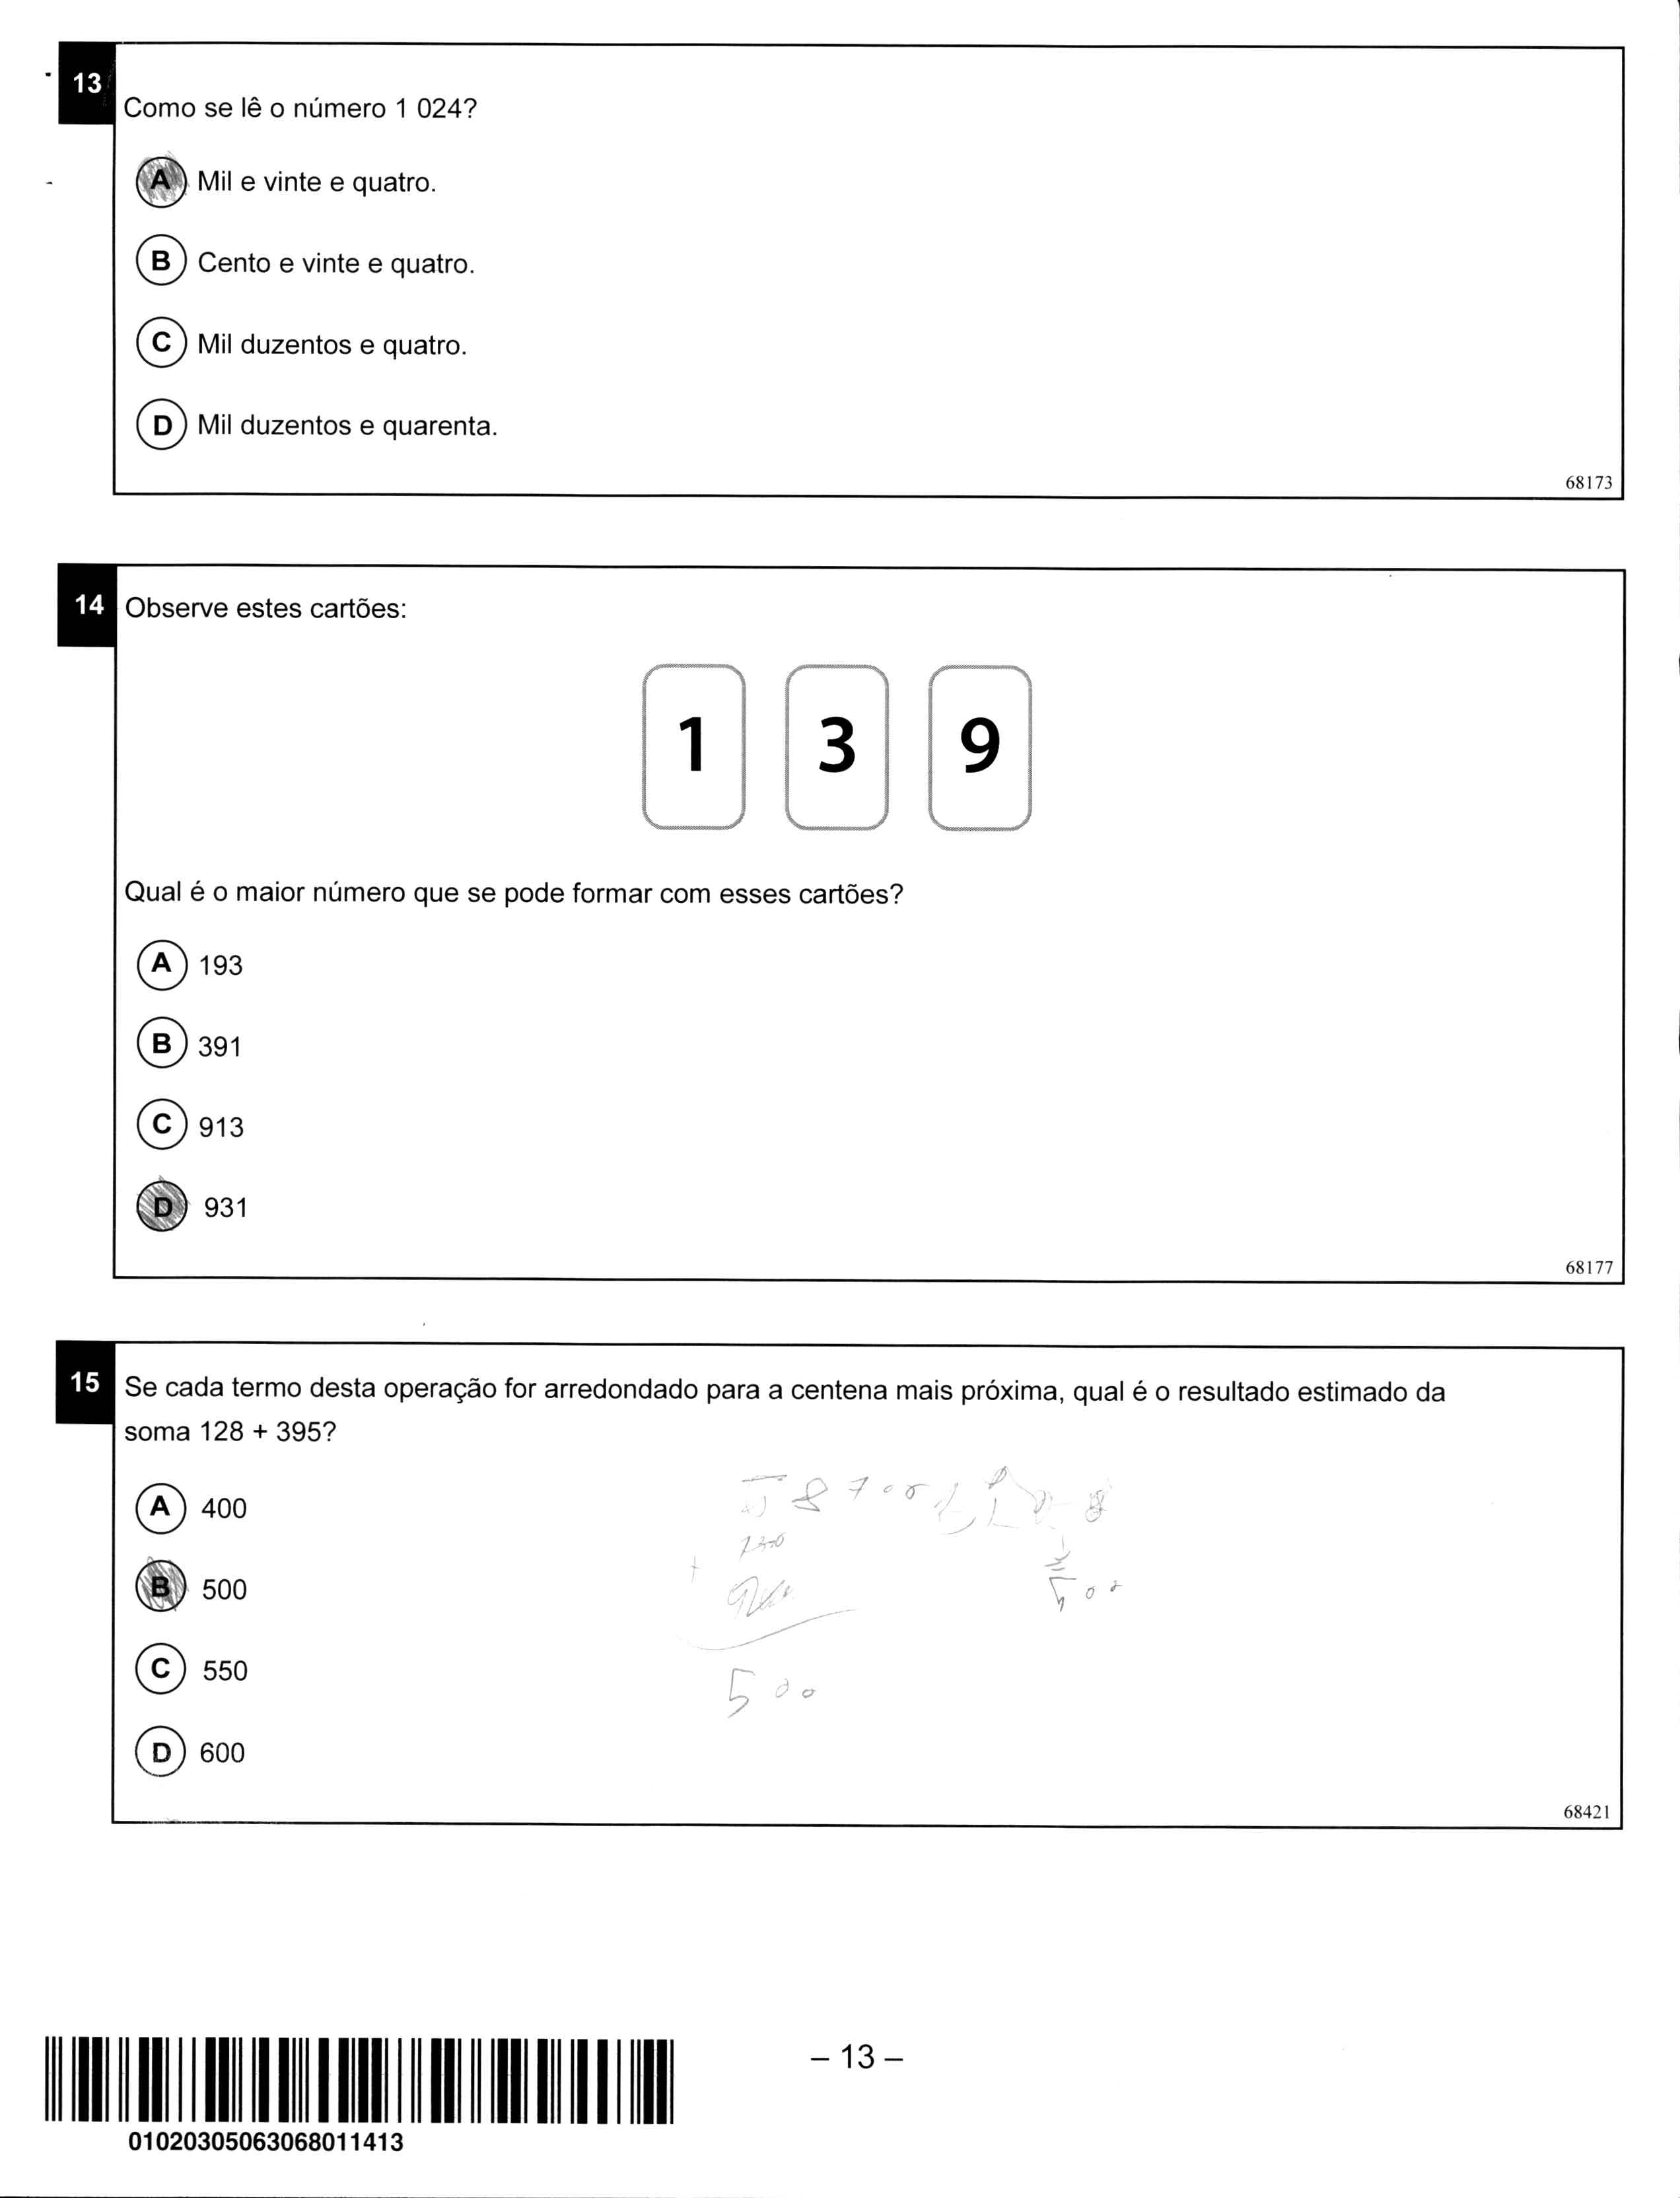 13
Como se lê o número 1 024?
A Mil e vinte e quatro.
B Cento e vinte e quatro.
C Mil duzentos e quatro.
D Mil duzentos e quarenta.
68173
14 Observe estes cartões:
1 3 9
Qual é o maior número que se pode formar com esses cartões?
A 193
B 391
C 913
D 931
68177
15 Se cada termo desta operação for arredondado para a centena mais próxima, qual é o resultado estimado da
soma 128 + 395?
A 400
B 500
C 550
D 600
+
500
500
68421
– 13 –
01020305063068011413